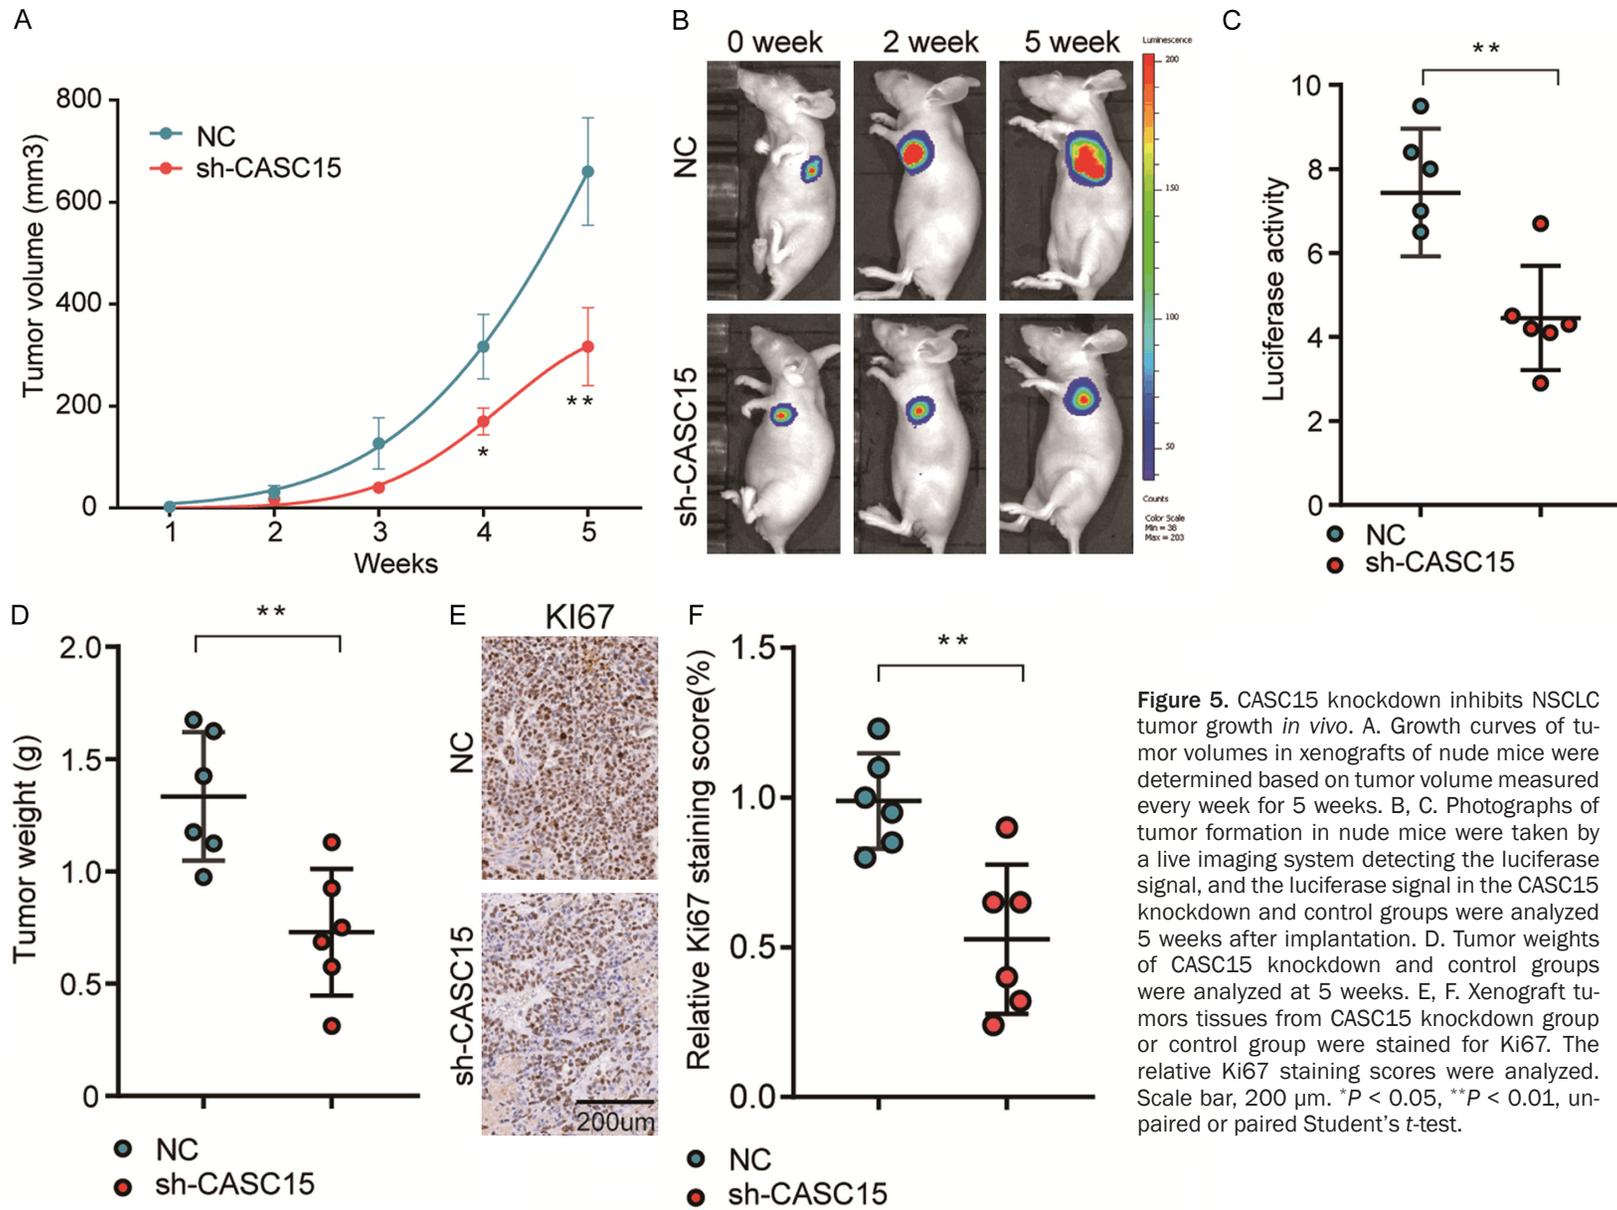 A
800
600
400
200
0
Tumor volume (mm3)
NC
sh-CASC15
1 2 3 4 5
Weeks
*
**
B
0 week 2 week 5 week
NC
sh-CASC15
Luminescence
200
150
100
50
Counts
Color Scale
Min = 38
Max = 203
C
**
10
8
6
4
2
0
Luciferase activity
NC
sh-CASC15
D
**
2.0
1.5
1.0
0.5
0
Tumor weight (g)
NC
sh-CASC15
E
KI67
NC
sh-CASC15
200um
F
**
1.5
1.0
0.5
0.0
Relative Ki67 staining score(%)
NC
sh-CASC15
Figure 5. CASC15 knockdown inhibits NSCLC
tumor growth in vivo. A. Growth curves of tu-
mor volumes in xenografts of nude mice were
determined based on tumor volume measured
every week for 5 weeks. B, C. Photographs of
tumor formation in nude mice were taken by
a live imaging system detecting the luciferase
signal, and the luciferase signal in the CASC15
knockdown and control groups were analyzed
5 weeks after implantation. D. Tumor weights
of CASC15 knockdown and control groups
were analyzed at 5 weeks. E, F. Xenograft tu-
mors tissues from CASC15 knockdown group
or control group were stained for Ki67. The
relative Ki67 staining scores were analyzed.
Scale bar, 200 μm. *P < 0.05, **P < 0.01, un-
paired or paired Student's t-test.